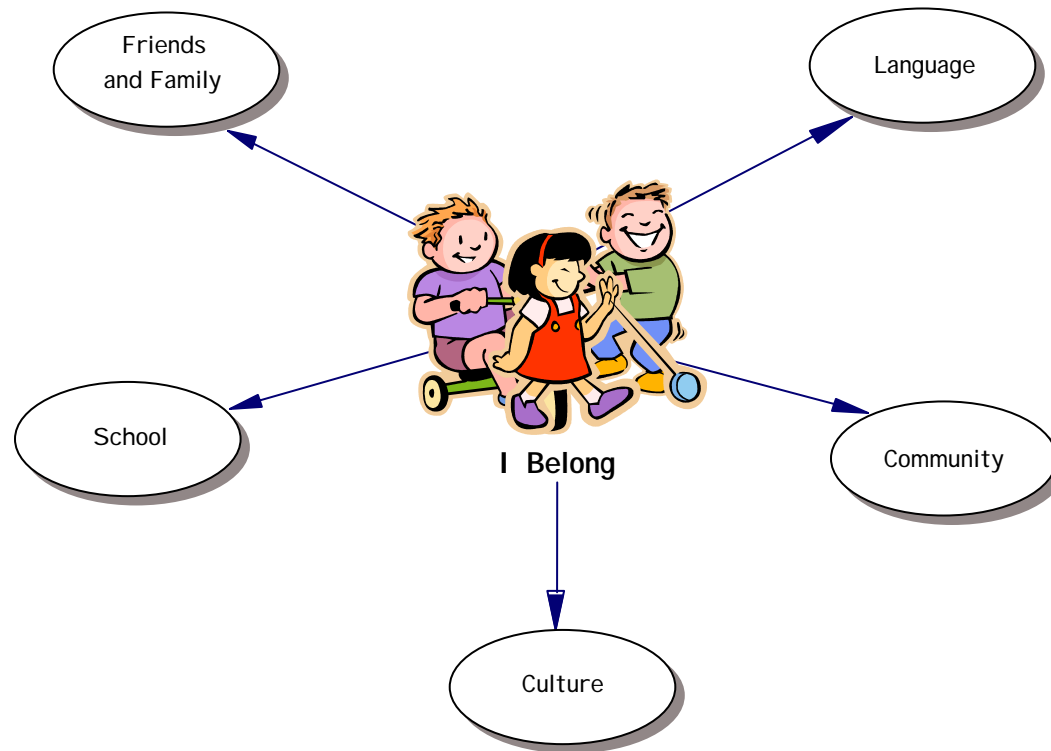 Friends
and Family
Language
School
I Belong
Community
Culture